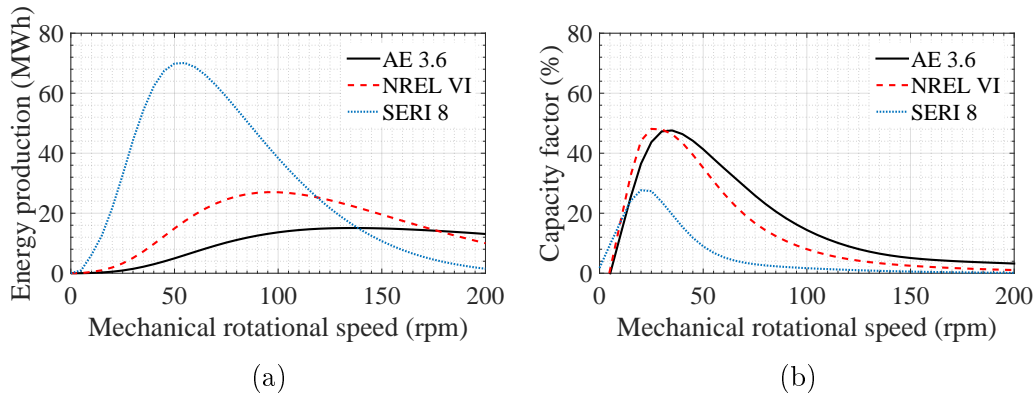 Energy production (MWh)
80
60
40
20
0
0 50 100 150 200
Mechanical rotational speed (rpm)
AE 3.6
NREL VI
SERI 8
(a)
Capacity factor (%)
80
60
40
20
0
0 50 100 150 200
Mechanical rotational speed (rpm)
AE 3.6
NREL VI
SERI 8
(b)